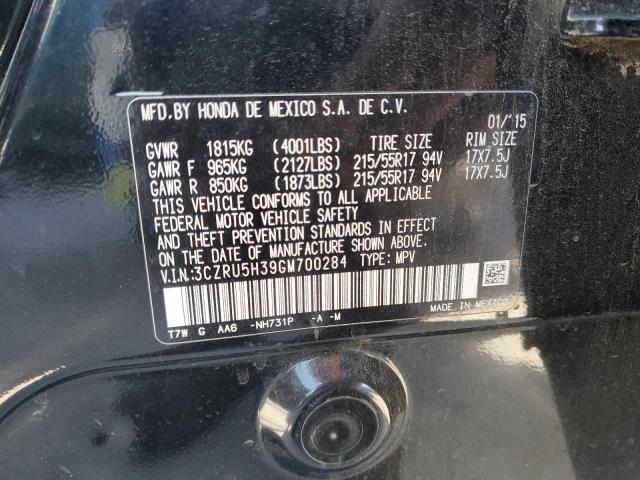 MFD.BY HONDA DE MEXICO S.A. DE C.V.
01/'15
GVWR 1815KG (4001LBS) TIRE SIZE RIM SIZE
GAWR F 965KG (2127LBS) 215/55R17 94V 17X7.5J
GAWR R 850KG (1873LBS) 215/55R17 94V 17X7.5J
THIS VEHICLE CONFORMS TO ALL APPLICABLE
FEDERAL MOTOR VEHICLE SAFETY
AND THEFT PREVENTION STANDARDS IN EFFECT
ON THE DATE OF MANUFACTURE SHOWN ABOVE.
V.I.N.:3CZRU5H39GM700284 TYPE: MPV
T7W G AA6 -NH731P -A -M
MADE IN MEXICO